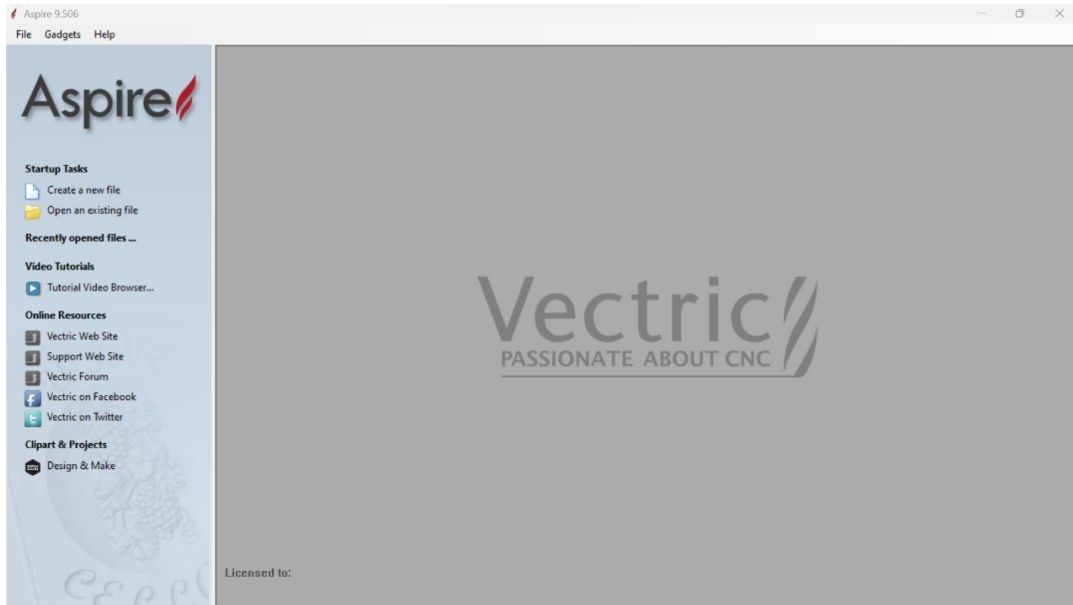 Aspire 9.506
File Gadgets Help
Aspire
Startup Tasks
Create a new file
Open an existing file
Recently opened files ...
Video Tutorials
Tutorial Video Browser...
Online Resources
Vectric Web Site
Support Web Site
Vectric Forum
Vectric on Facebook
Vectric on Twitter
Clipart & Projects
Design & Make
Vectric
PASSIONATE ABOUT CNC
Licensed to: